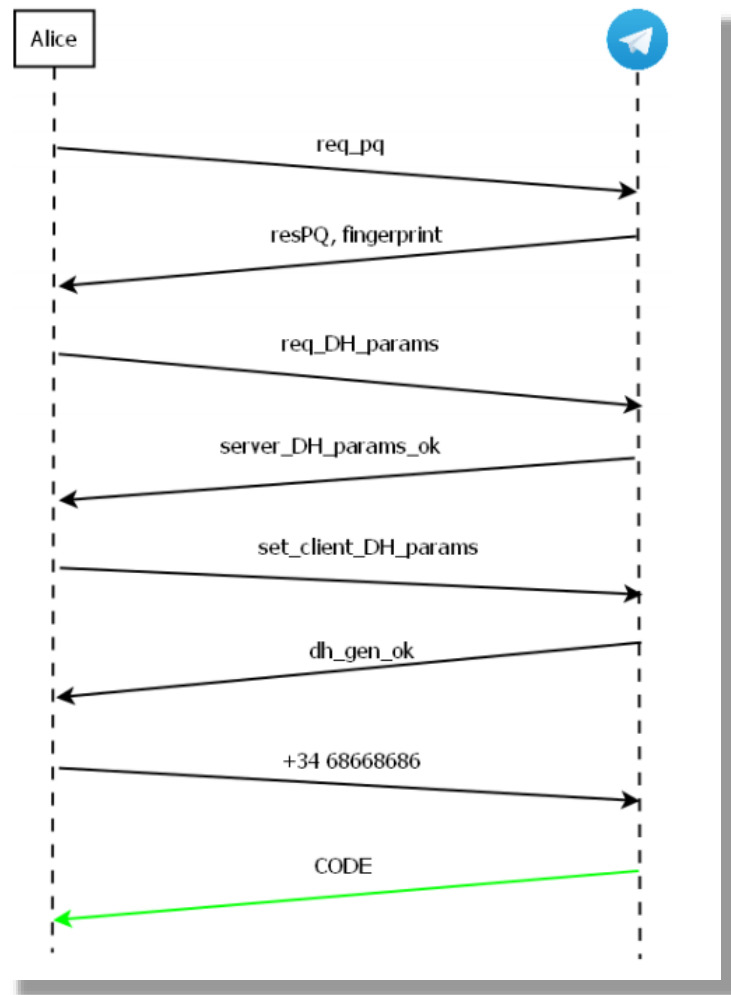 Alice
req_pq
resPQ, fingerprint
req_DH_params
server_DH_params_ok
set_client_DH_params
dh_gen_ok
+34 68668686
CODE